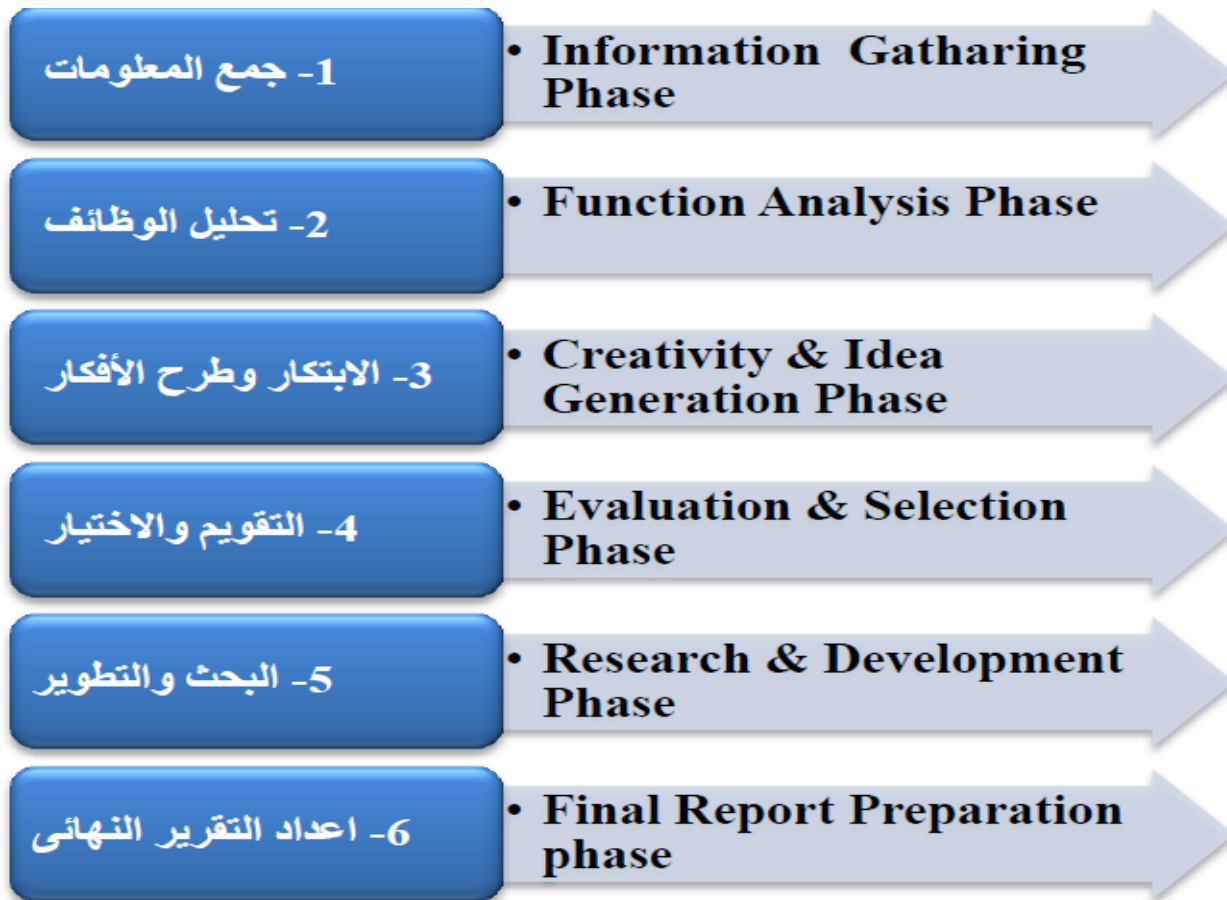 1- جمع المعلومات
• Information Gatharing
Phase
2- تحليل الوظائف
• Function Analysis Phase
3- الابتكار وطرح الأفكار
• Creativity & Idea
Generation Phase
4- التقويم والاختيار
• Evaluation & Selection
Phase
5- البحث والتطوير
• Research & Development
Phase
6- اعداد التقرير النهائى
• Final Report Preparation
phase